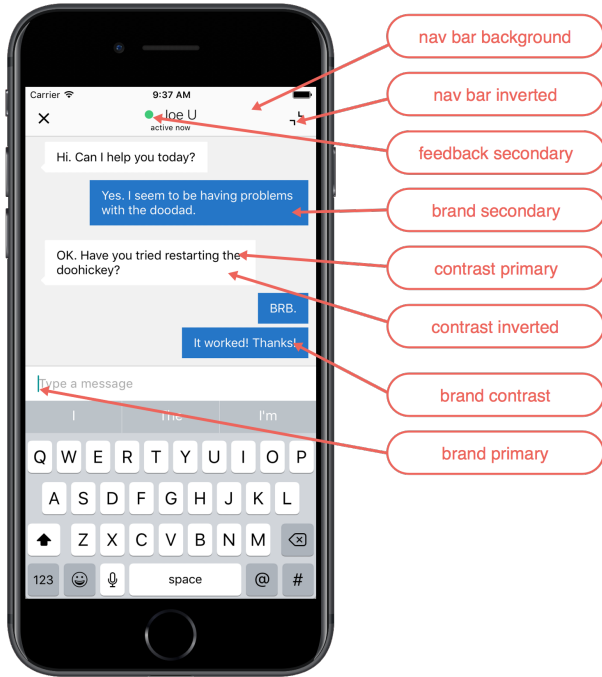 Carrier
9:37 AM
Joe U
active now
Hi. Can I help you today?
Yes. I seem to be having problems
with the doodad.
OK. Have you tried restarting the
doohickey?
BRB.
It worked! Thanks!
Type a message
I The I'm
Q W E R T Y U I O P
A S D F G H J K L
Z X C V B N M
123 space @ #
nav bar background
nav bar inverted
feedback secondary
brand secondary
contrast primary
contrast inverted
brand contrast
brand primary